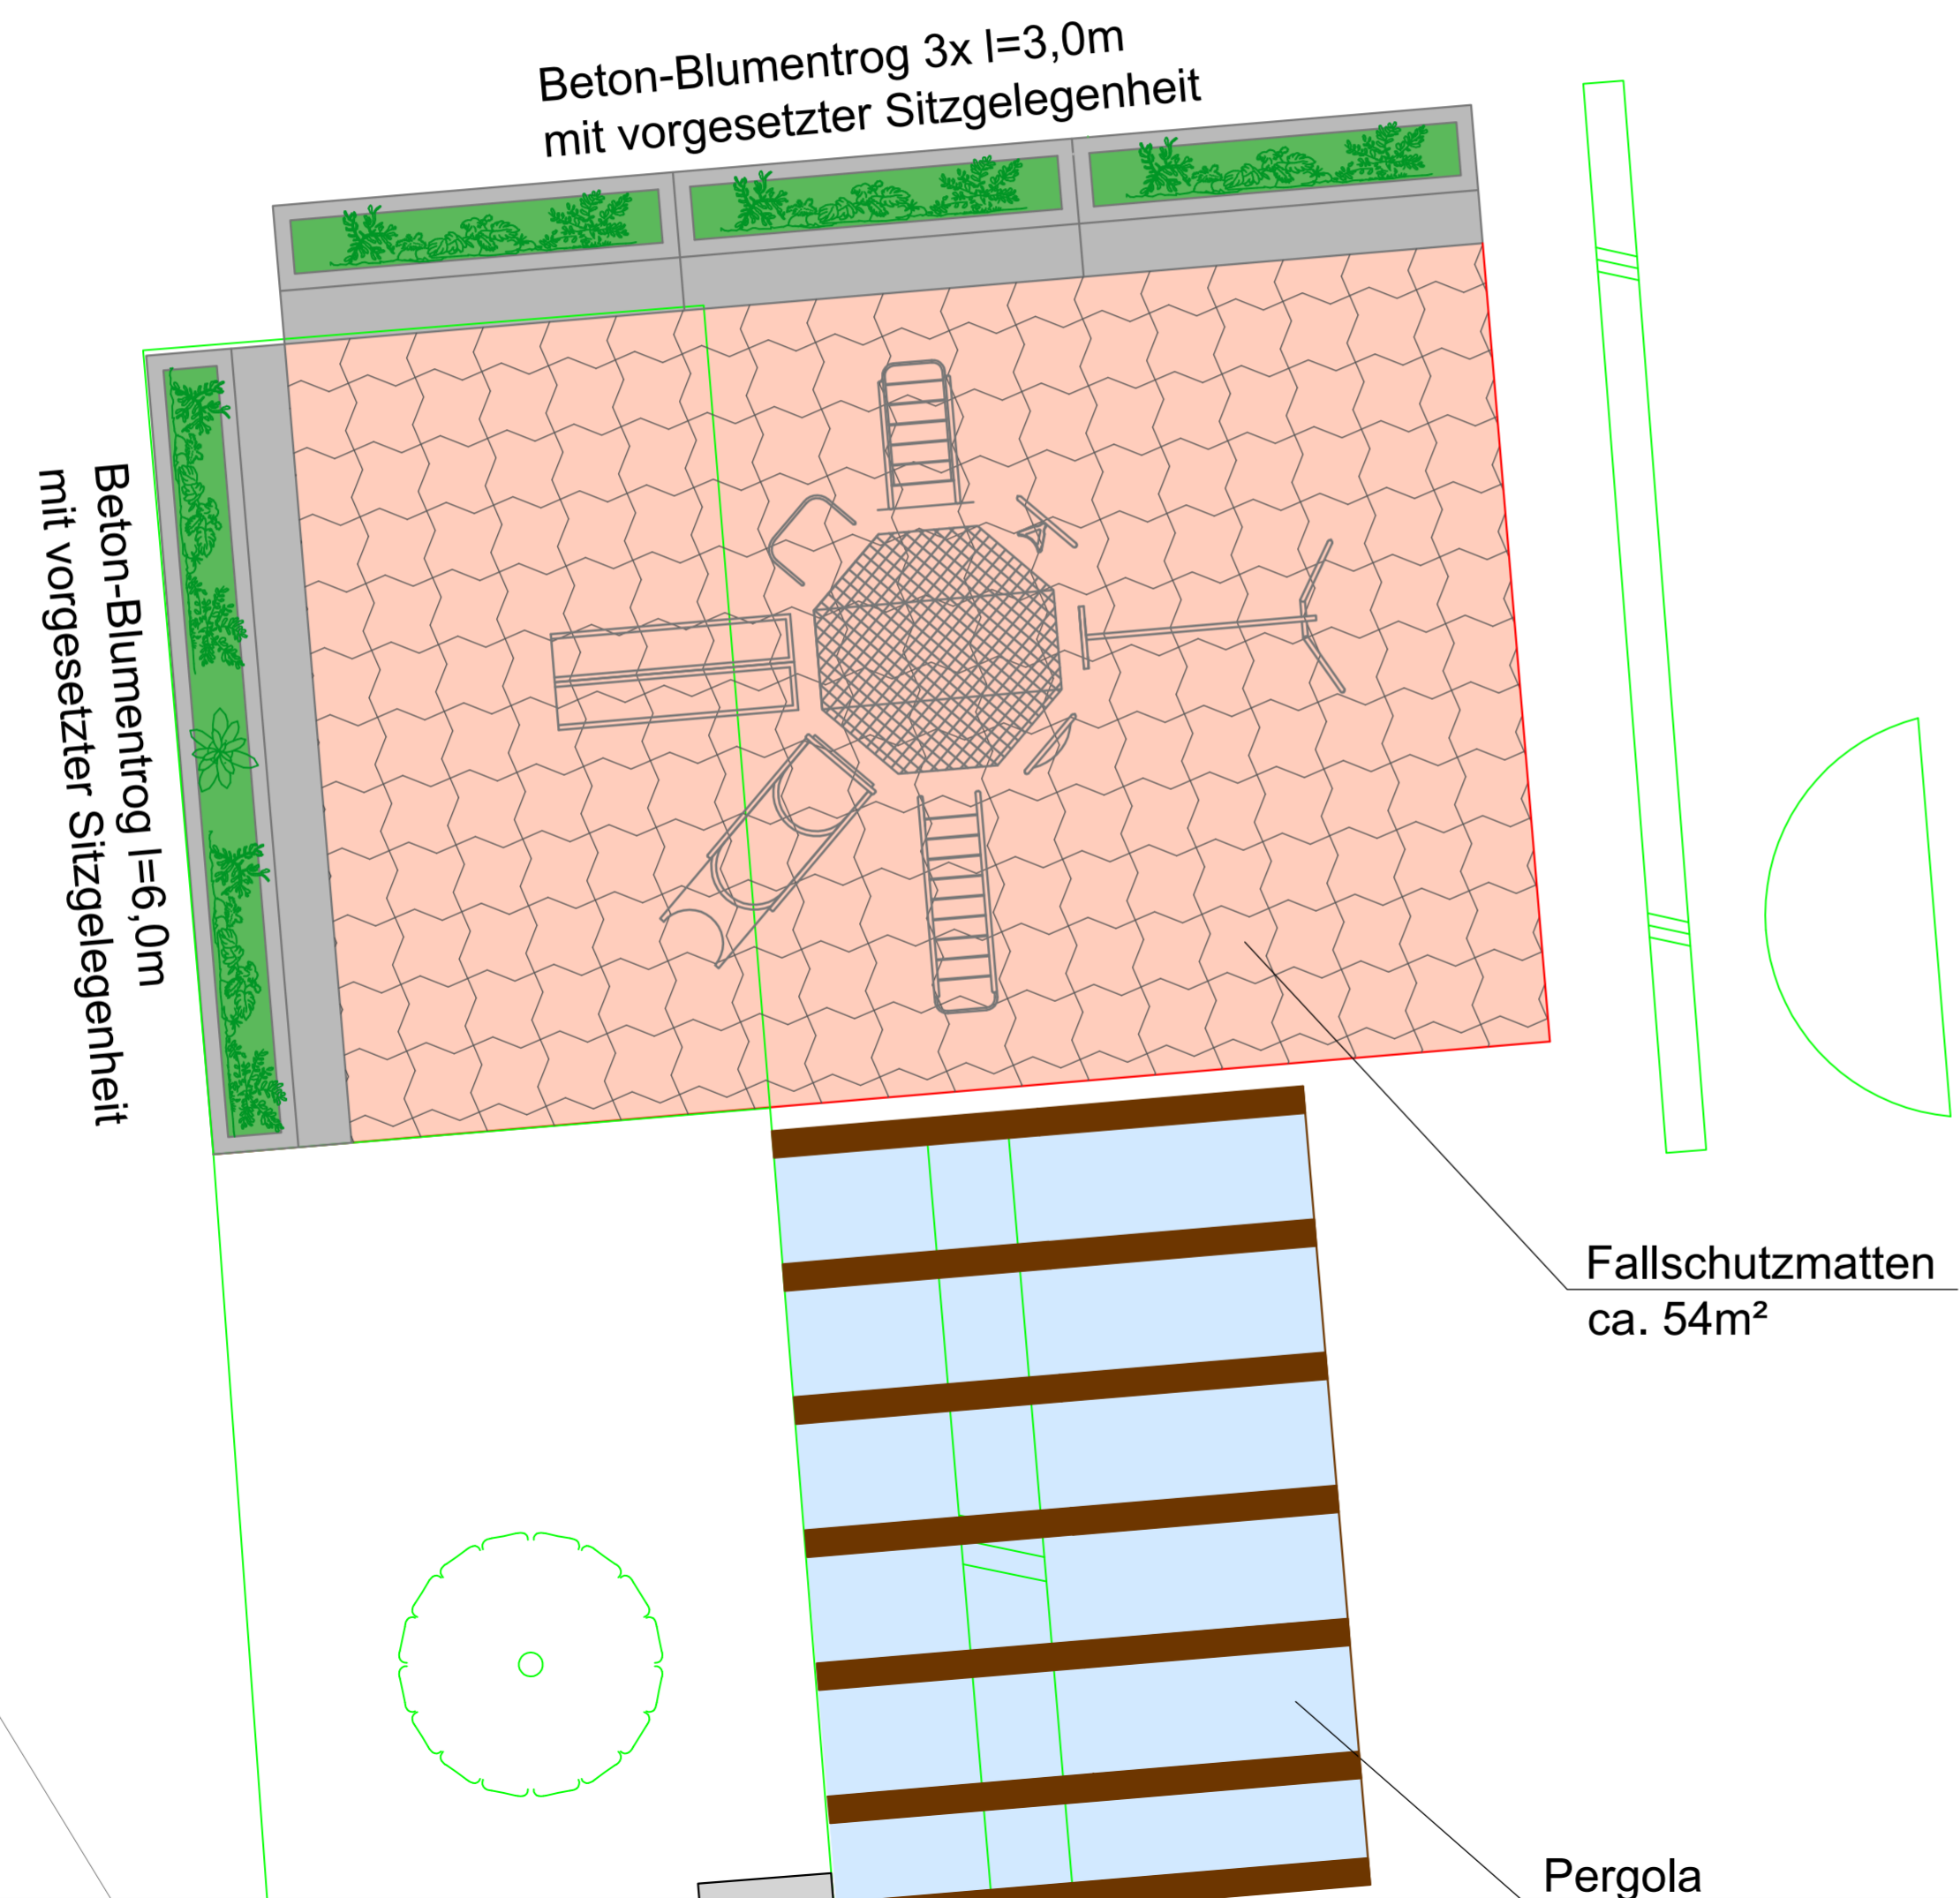 Beton-Blumentrog 3x l=3,0m
mit vorgesetzter Sitzgelegenheit
Beton-Blumentrog l=6,0m
mit vorgesetzter Sitzgelegenheit
Fallschutzmatten
ca. 54m²
Pergola